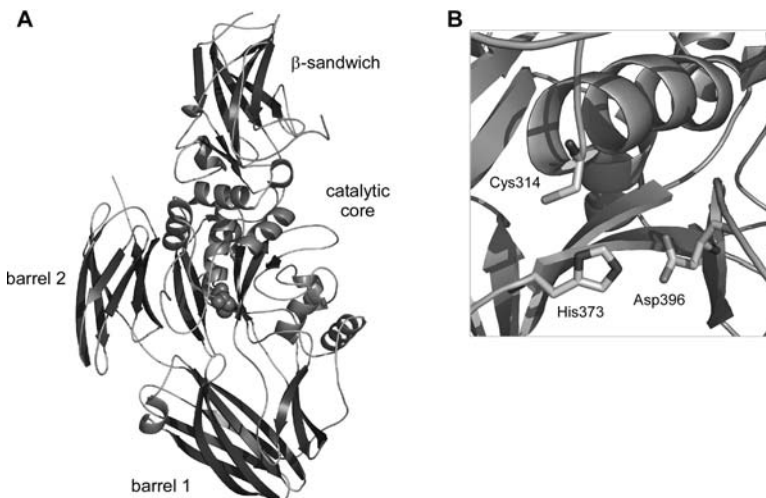 A
β-sandwich
catalytic
core
barrel 2
barrel 1
B
Cys314
His373
Asp396